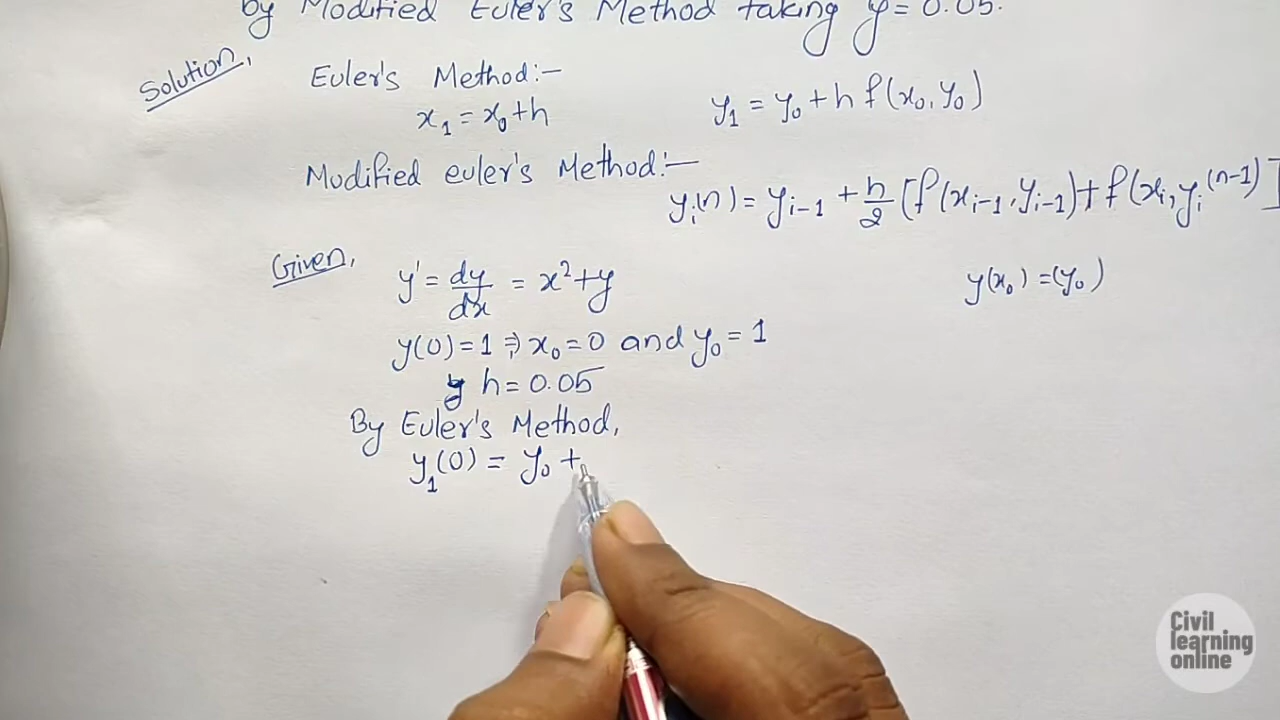 by Modified Euler's Method taking y = 0.05.
Solution,
Euler's Method:-
x₁ = x₀+h
y₁ = y₀ + h f(x₀, y₀)
Modified euler's Method:-
yᵢ(n) = yᵢ₋₁ + h/2 [f(xᵢ₋₁, yᵢ₋₁) + f(xᵢ, yᵢ⁽ⁿ⁻¹⁾]
Given,
y' = dy/dx = x²+y
y(x₀) = (y₀)
y(0) = 1 ⇒ x₀ = 0 and y₀ = 1
h = 0.05
By Euler's Method,
y₁(0) = y₀ +
Civil
learning
online